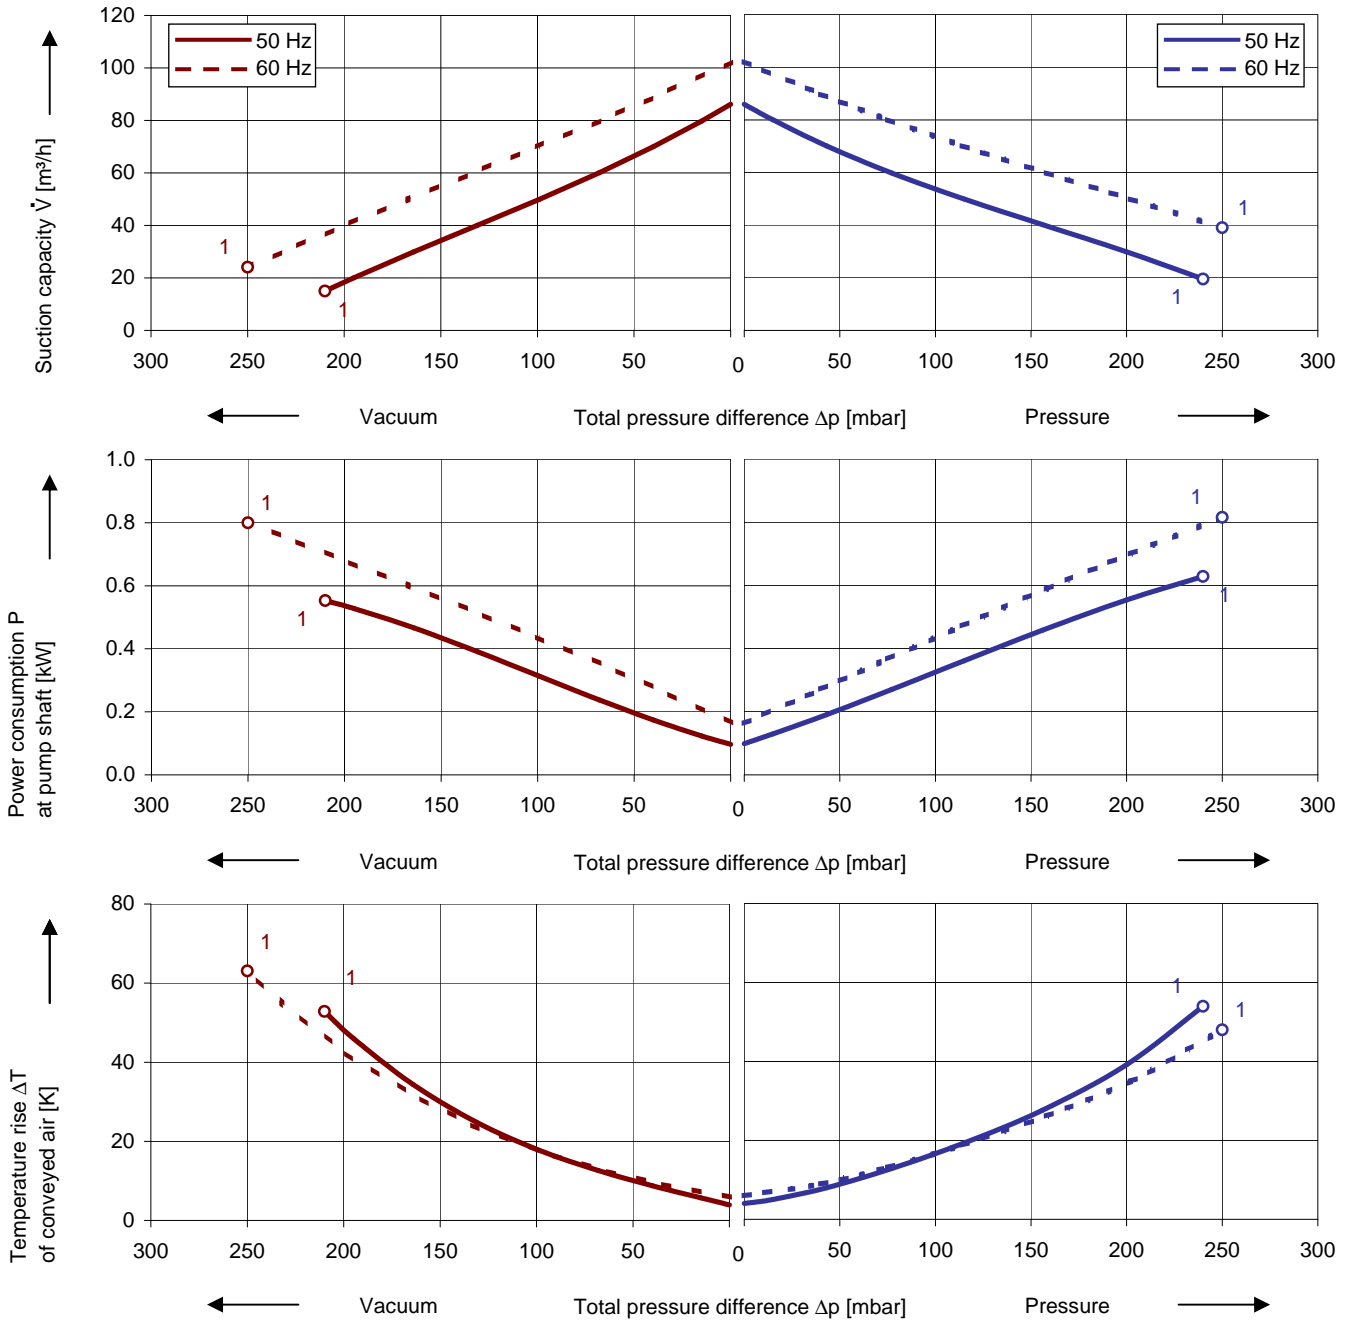 120
100
80
60
40
20
0
Suction capacity V̇ [m³/h]
50 Hz
60 Hz
50 Hz
60 Hz
1
1
1
1
300 250 200 150 100 50 0 50 100 150 200 250 300
Vacuum Total pressure difference Δp [mbar] Pressure
1.0
0.8
0.6
0.4
0.2
0.0
Power consumption P
at pump shaft [kW]
1
1
1
1
300 250 200 150 100 50 0 50 100 150 200 250 300
Vacuum Total pressure difference Δp [mbar] Pressure
80
60
40
20
0
Temperature rise ΔT
of conveyed air [K]
1
1
1
1
300 250 200 150 100 50 0 50 100 150 200 250 300
Vacuum Total pressure difference Δp [mbar] Pressure